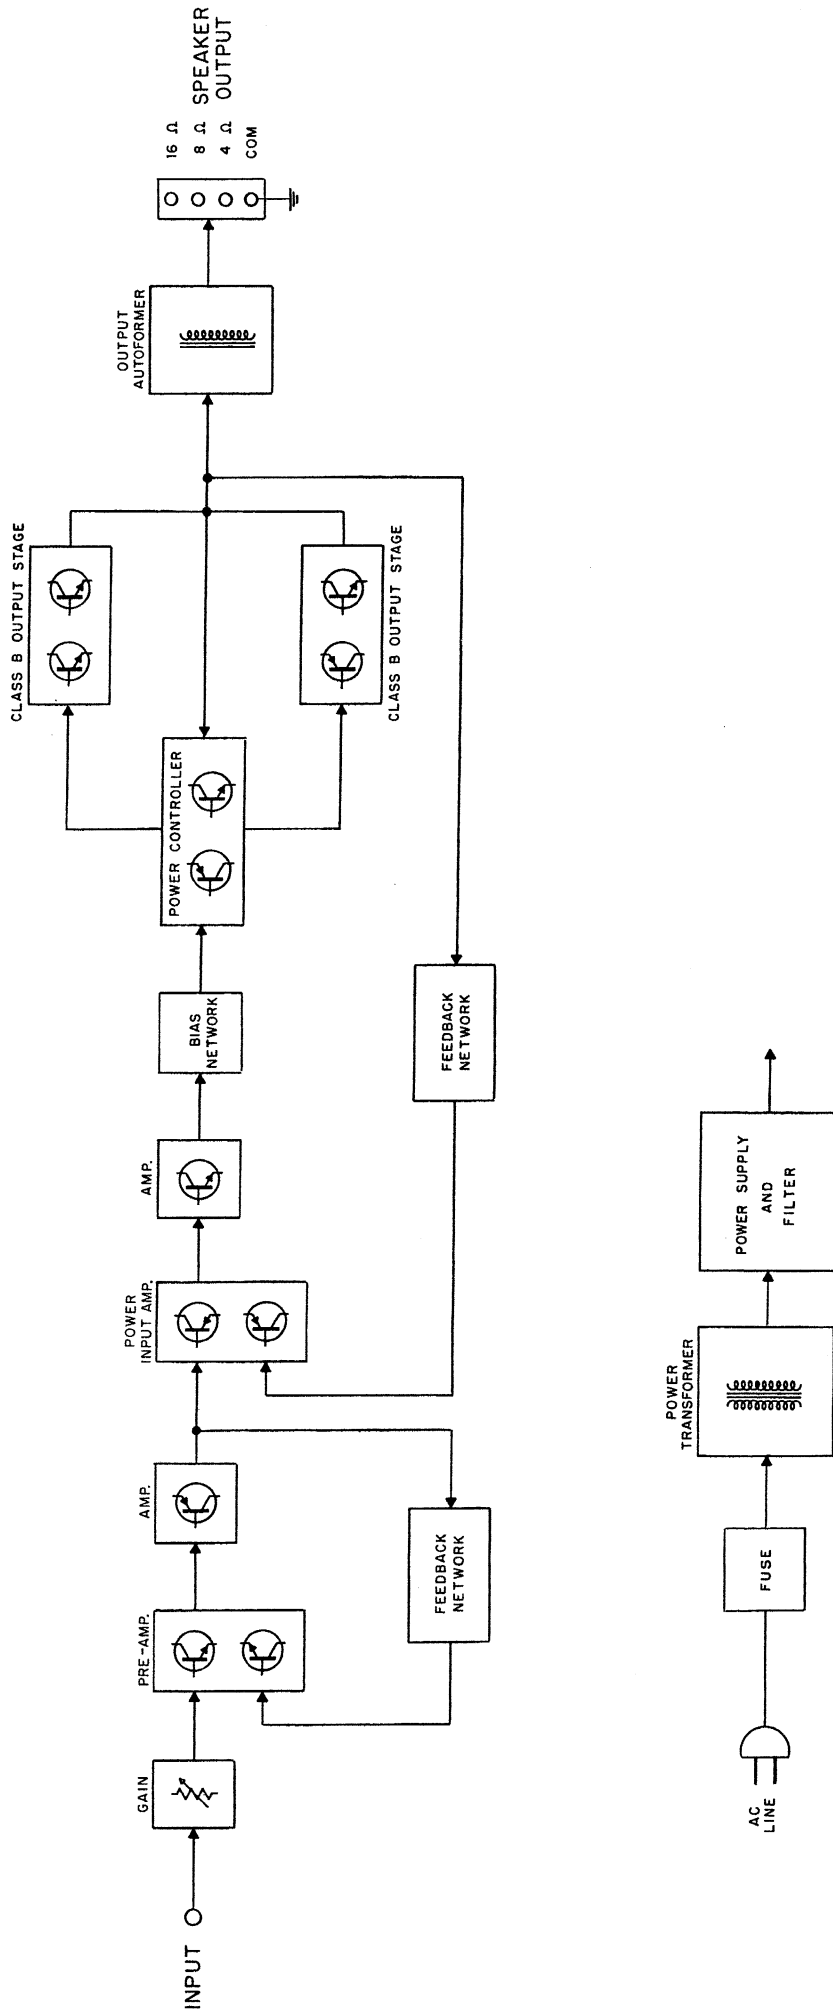 INPUT
GAIN
PRE-AMP.
AMP.
FEEDBACK
NETWORK
POWER
INPUT AMP.
AMP.
BIAS
NETWORK
FEEDBACK
NETWORK
POWER CONTROLLER
CLASS B OUTPUT STAGE
CLASS B OUTPUT STAGE
OUTPUT
AUTOFORMER
16 Ω
8 Ω
4 Ω
COM
SPEAKER
OUTPUT
AC
LINE
FUSE
POWER
TRANSFORMER
POWER SUPPLY
AND
FILTER